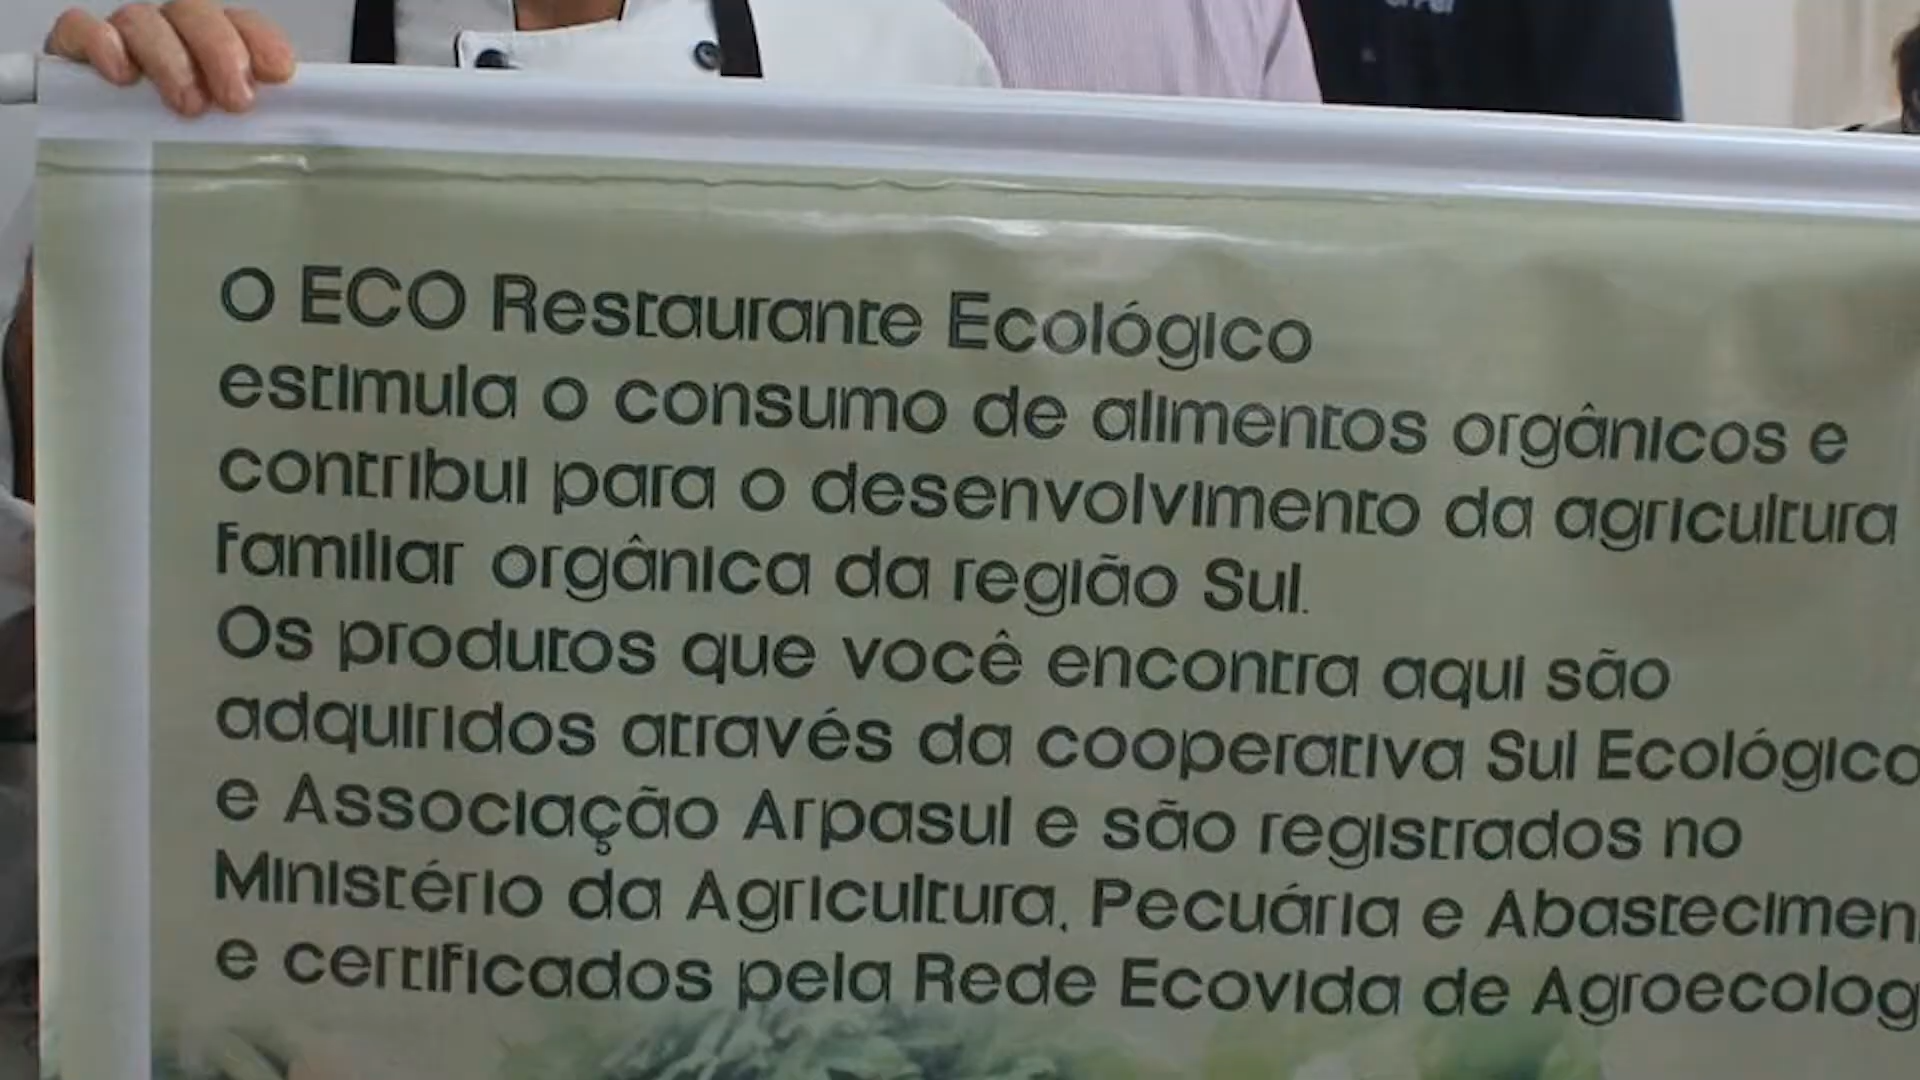 O ECO Restaurante Ecológico
estimula o consumo de alimentos orgânicos e
contribui para o desenvolvimento da agricultura
familiar orgânica da região Sul.
Os produtos que você encontra aqui são
adquiridos através da cooperativa Sul Ecológica
e Associação Arpasul e são registrados no
Ministério da Agricultura, Pecuária e Abastecimen
e certificados pela Rede Ecovida de Agroecolog